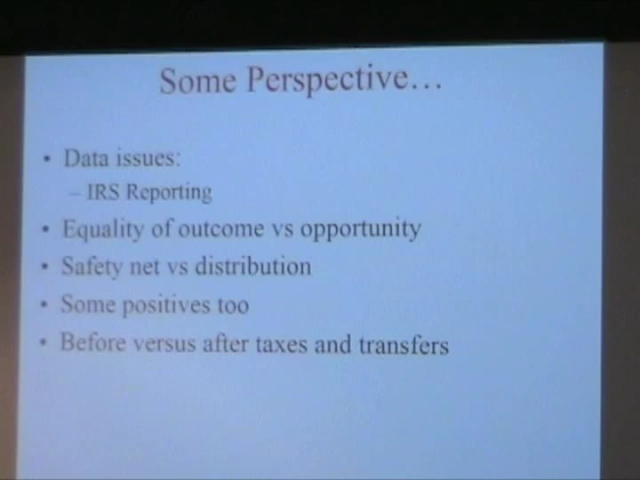 Some Perspective…
• Data issues:
– IRS Reporting
• Equality of outcome vs opportunity
• Safety net vs distribution
• Some positives too
• Before versus after taxes and transfers